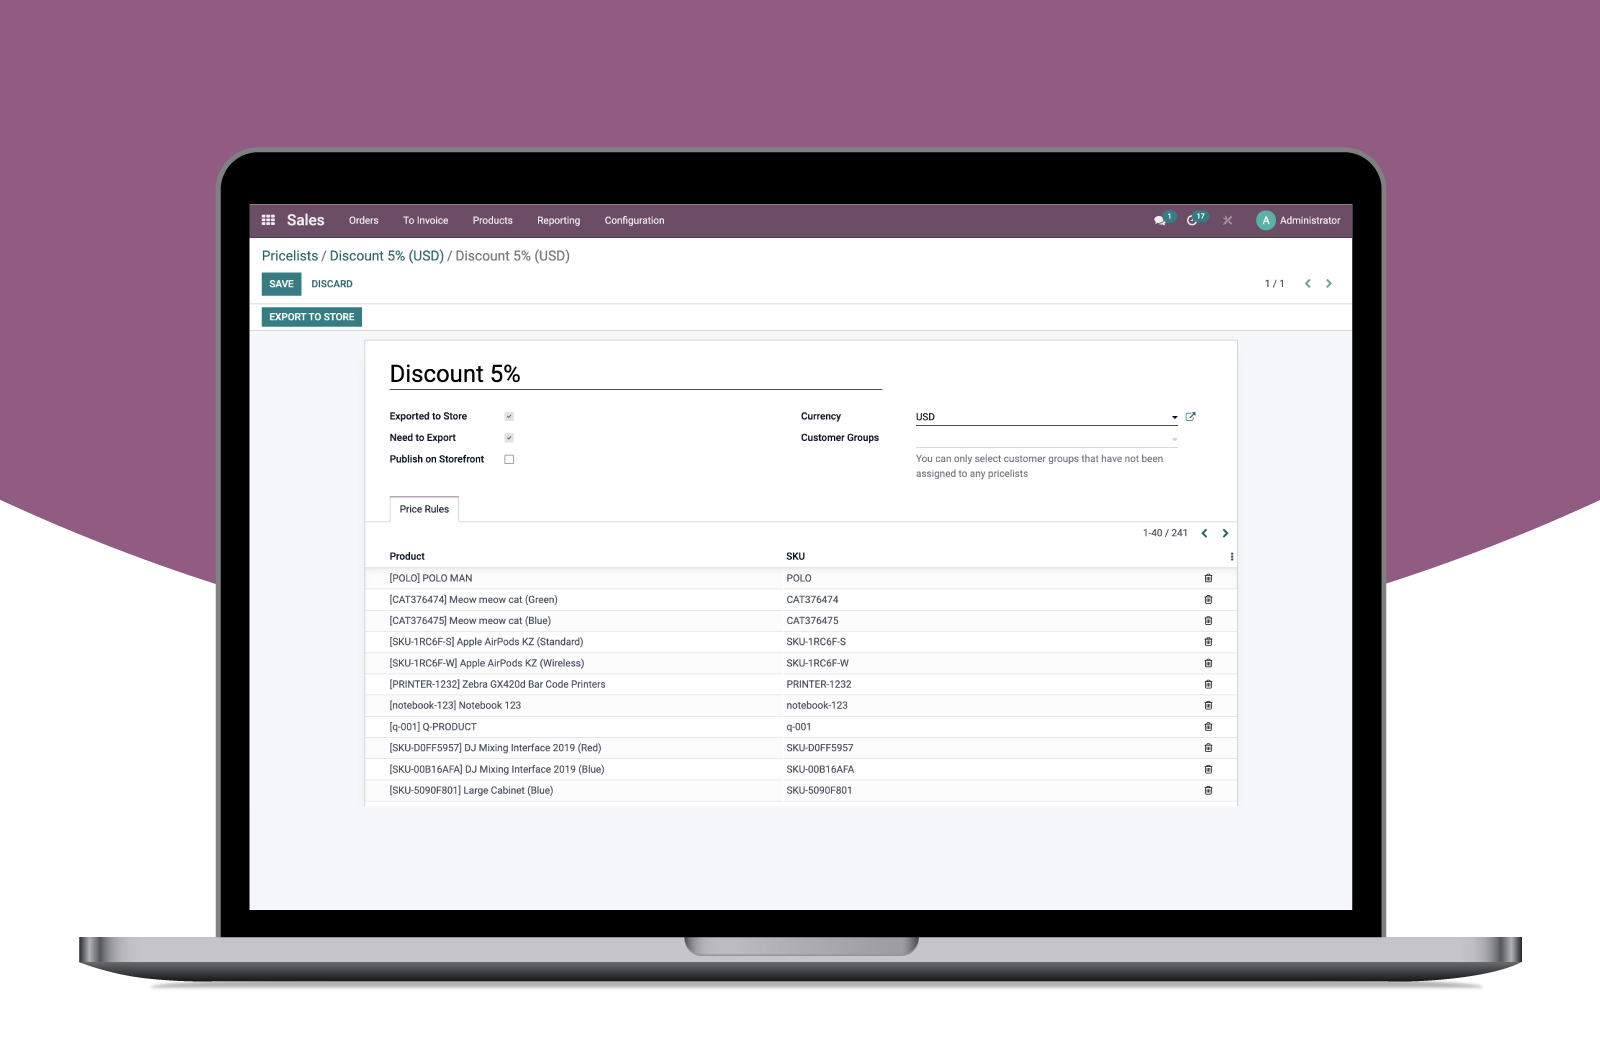 Sales Orders To Invoice Products Reporting Configuration 1 17 A Administrator
Pricelists / Discount 5% (USD) / Discount 5% (USD)
SAVE DISCARD 1 / 1
EXPORT TO STORE
Discount 5%
Exported to Store Currency USD
Need to Export Customer Groups
Publish on Storefront You can only select customer groups that have not been
assigned to any pricelists
Price Rules
1-40 / 241
Product SKU
[POLO] POLO MAN POLO
[CAT376474] Meow meow cat (Green) CAT376474
[CAT376475] Meow meow cat (Blue) CAT376475
[SKU-1RC6F-S] Apple AirPods KZ (Standard) SKU-1RC6F-S
[SKU-1RC6F-W] Apple AirPods KZ (Wireless) SKU-1RC6F-W
[PRINTER-1232] Zebra GX420d Bar Code Printers PRINTER-1232
[notebook-123] Notebook 123 notebook-123
[q-001] Q-PRODUCT q-001
[SKU-D0FF5957] DJ Mixing Interface 2019 (Red) SKU-D0FF5957
[SKU-00B16AFA] DJ Mixing Interface 2019 (Blue) SKU-00B16AFA
[SKU-5090F801] Large Cabinet (Blue) SKU-5090F801